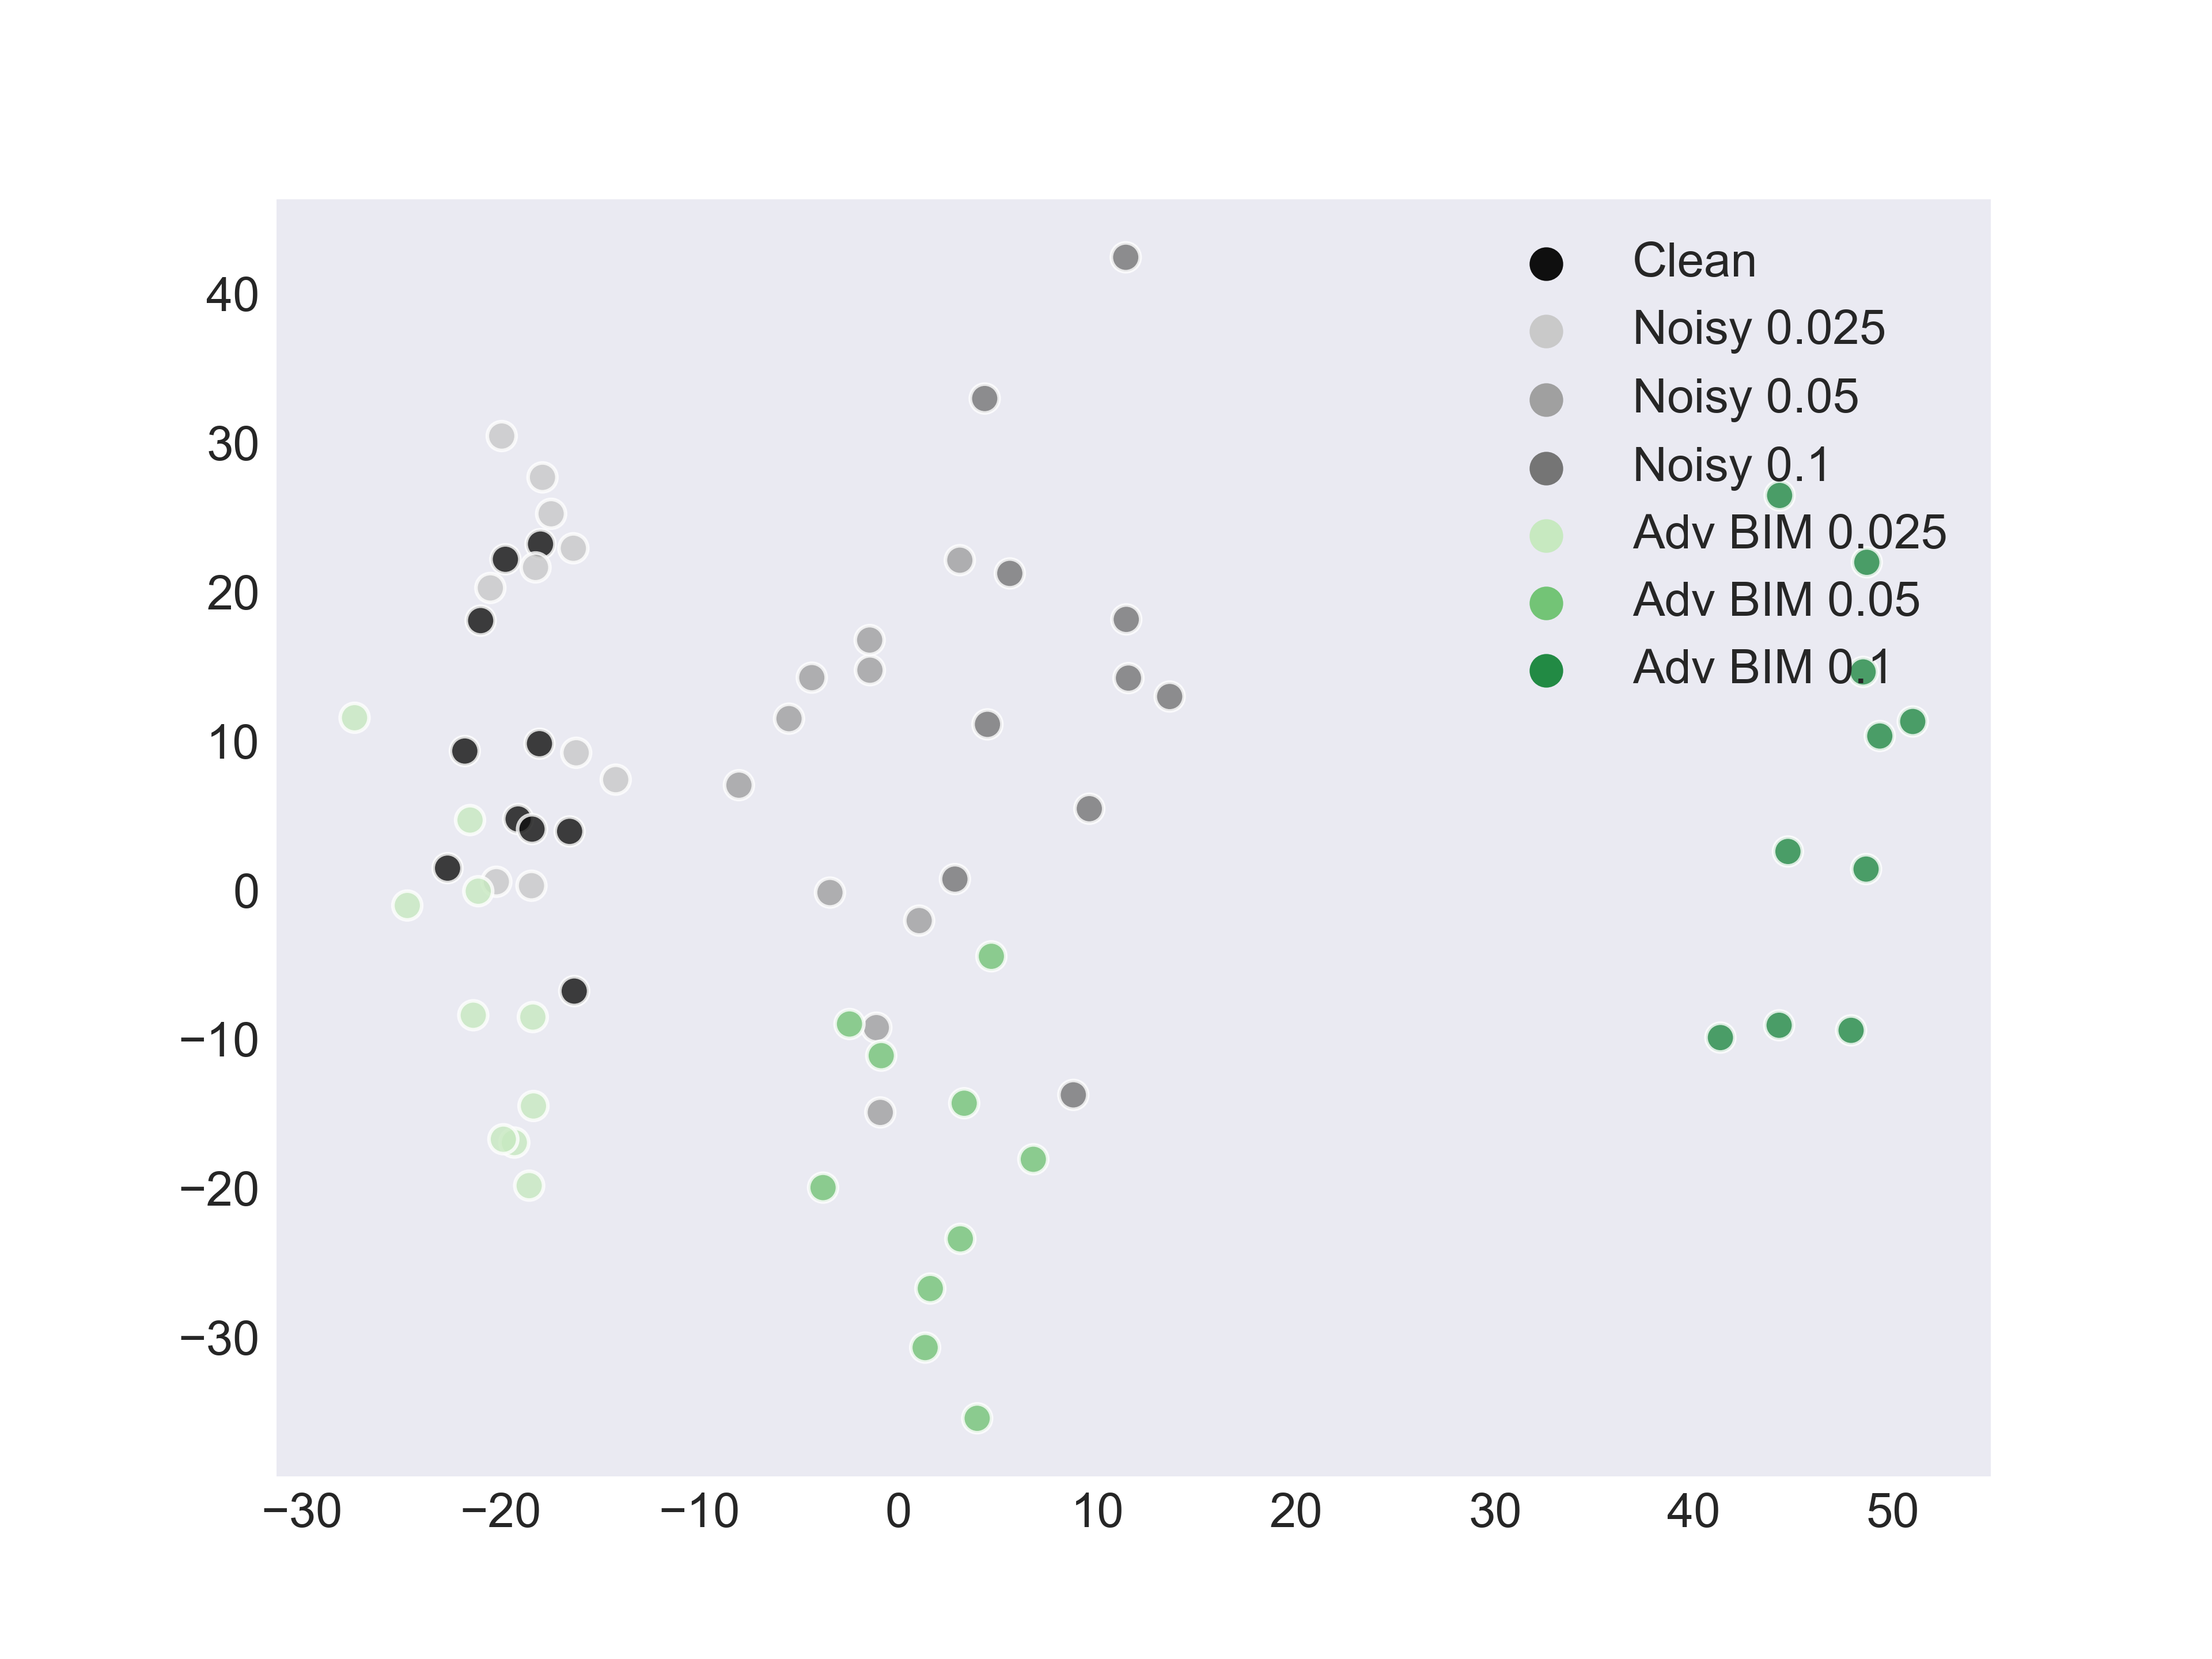 Clean
Noisy 0.025
Noisy 0.05
Noisy 0.1
Adv BIM 0.025
Adv BIM 0.05
Adv BIM 0.1
40
30
20
10
0
−10
−20
−30
−30 −20 −10 0 10 20 30 40 50